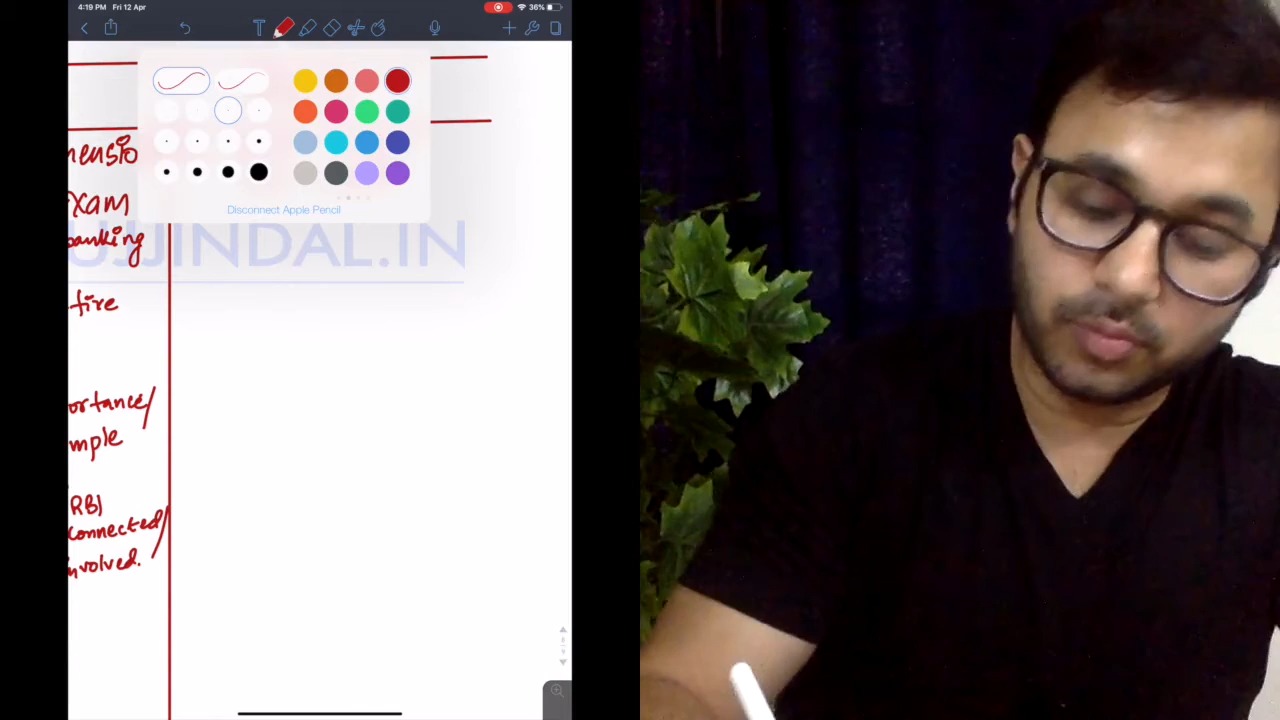 4:19 PM Fri 12 Apr
36%
T
mensio
Exam
banking
fire
ortance/
mple
RBI
connected/
nvolved.
Disconnect Apple Pencil
UJJINDAL.IN